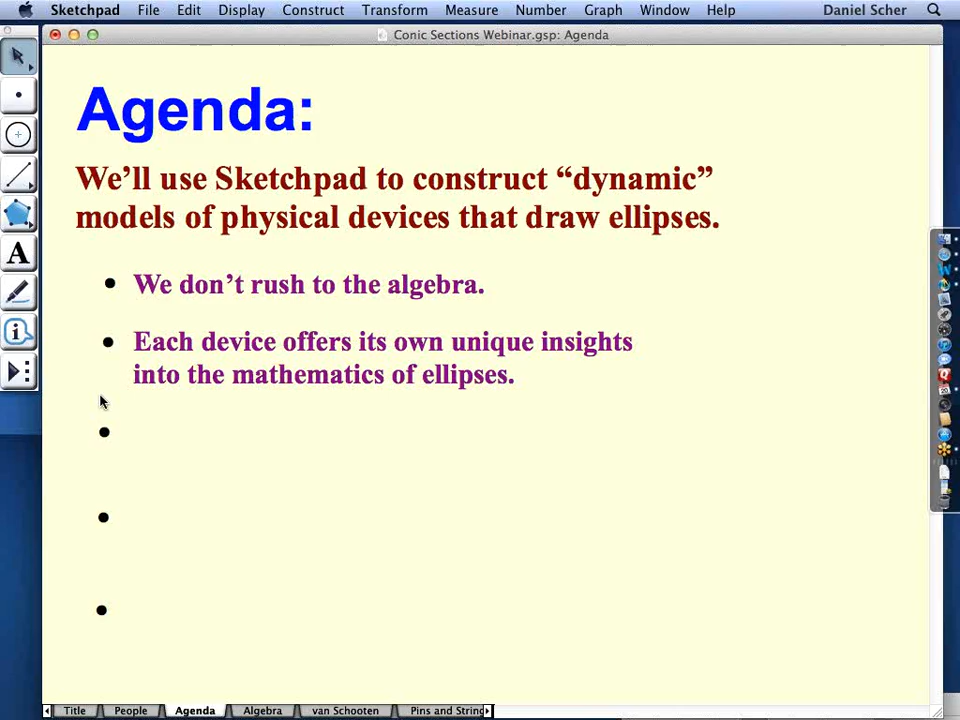 Sketchpad File Edit Display Construct Transform Measure Number Graph Window Help Daniel Scher
Conic Sections Webinar.gsp: Agenda
Agenda:
We’ll use Sketchpad to construct “dynamic”
models of physical devices that draw ellipses.
• We don’t rush to the algebra.
• Each device offers its own unique insights
into the mathematics of ellipses.
•
•
•
A
Title People Agenda Algebra van Schooten Pins and String